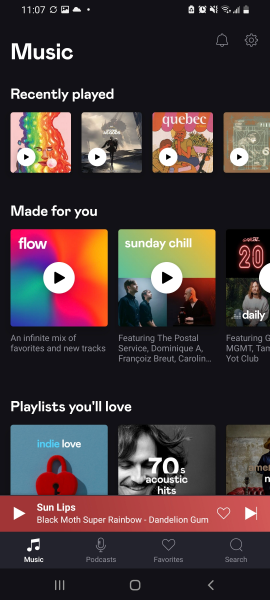 11:07
Music
Recently played
quebec
Made for you
flow
sunday chill
20
daily
An infinite mix of
favorites and new tracks
Featuring The Postal
Service, Dominique A,
Françoiz Breut, Carolin...
Featuring G
MGMT, Tam
Yot Club
Playlists you'll love
indie love
70s
acoustic
hits
Sun Lips
Black Moth Super Rainbow - Dandelion Gum
Music
Podcasts
Favorites
Search